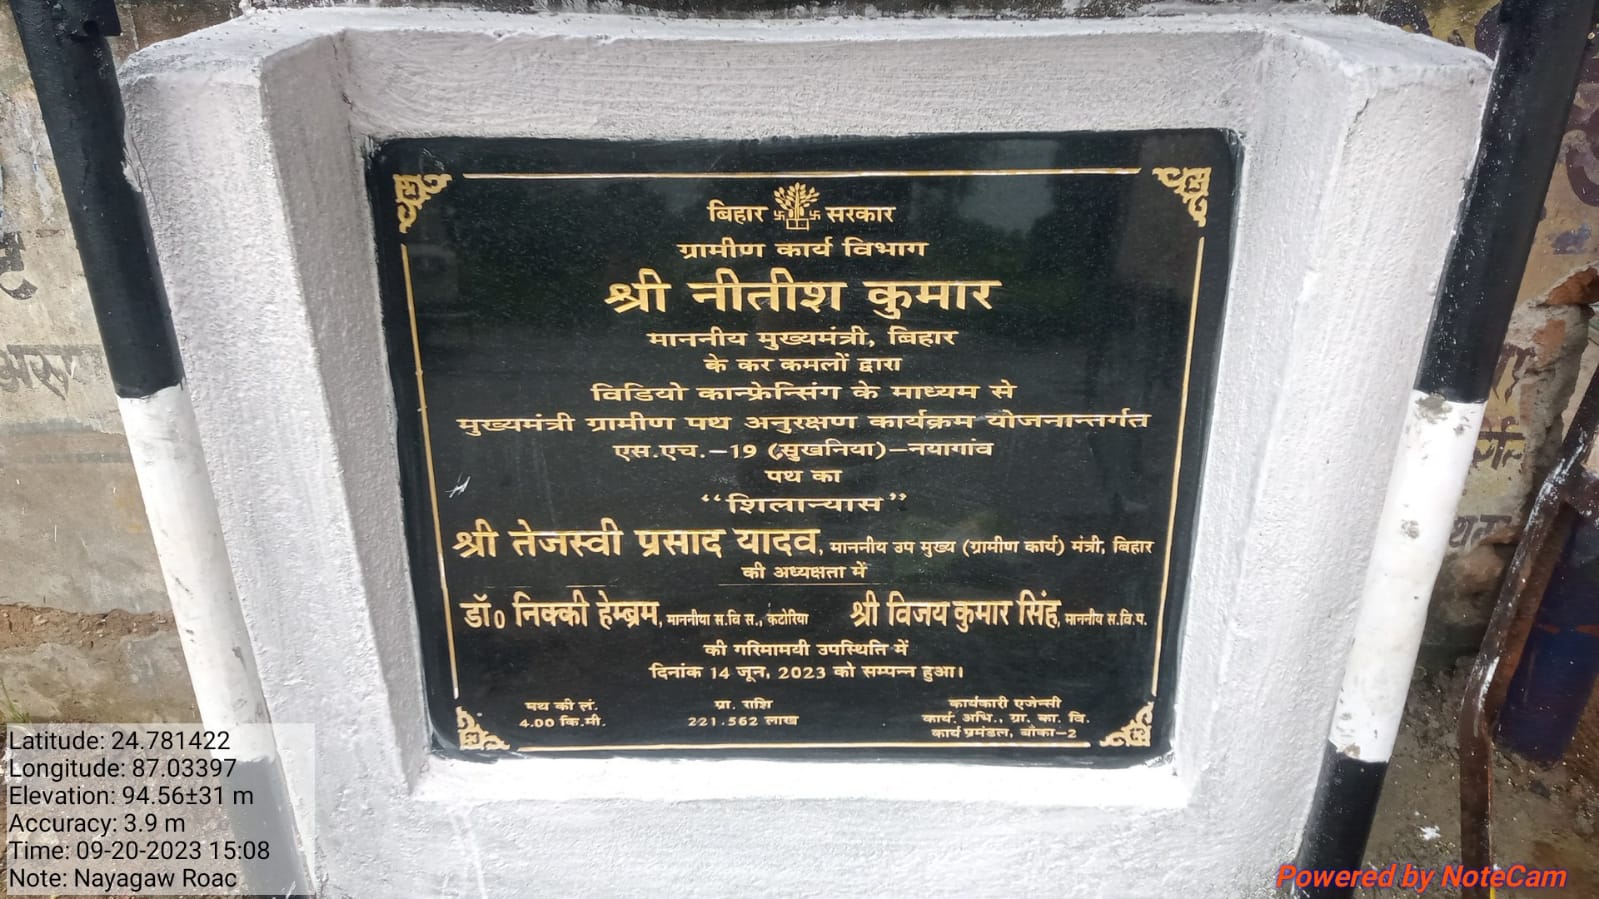 बिहार सरकार
ग्रामीण कार्य विभाग
श्री नीतीश कुमार
माननीय मुख्यमंत्री, बिहार
के कर कमलों द्वारा
विडियो कान्फ्रेन्सिंग के माध्यम से
मुख्यमंत्री ग्रामीण पथ अनुरक्षण कार्यक्रम योजनान्तर्गत
एस.एच.–19 (सुखनिया)–नयागांव
पथ का
“शिलान्यास”
श्री तेजस्वी प्रसाद यादव, माननीय उप मुख्य (ग्रामीण कार्य) मंत्री, बिहार
की अध्यक्षता में
डॉ0 निक्की हेम्ब्रम, माननीया स.वि स., कटोरिया श्री विजय कुमार सिंह, माननीय स.वि.प.
की गरिमामयी उपस्थिति में
दिनांक 14 जून, 2023 को सम्पन्न हुआ।
पथ की लं. प्रा. राशि कार्यकारी एजेन्सी
4.00 कि.मी. 221.562 लाख कार्य. अभि., ग्रा. का. वि.
कार्य प्रमंडल, बांका–2
Latitude: 24.781422
Longitude: 87.03397
Elevation: 94.56±31 m
Accuracy: 3.9 m
Time: 09-20-2023 15:08
Note: Nayagaw Roac
Powered by NoteCam